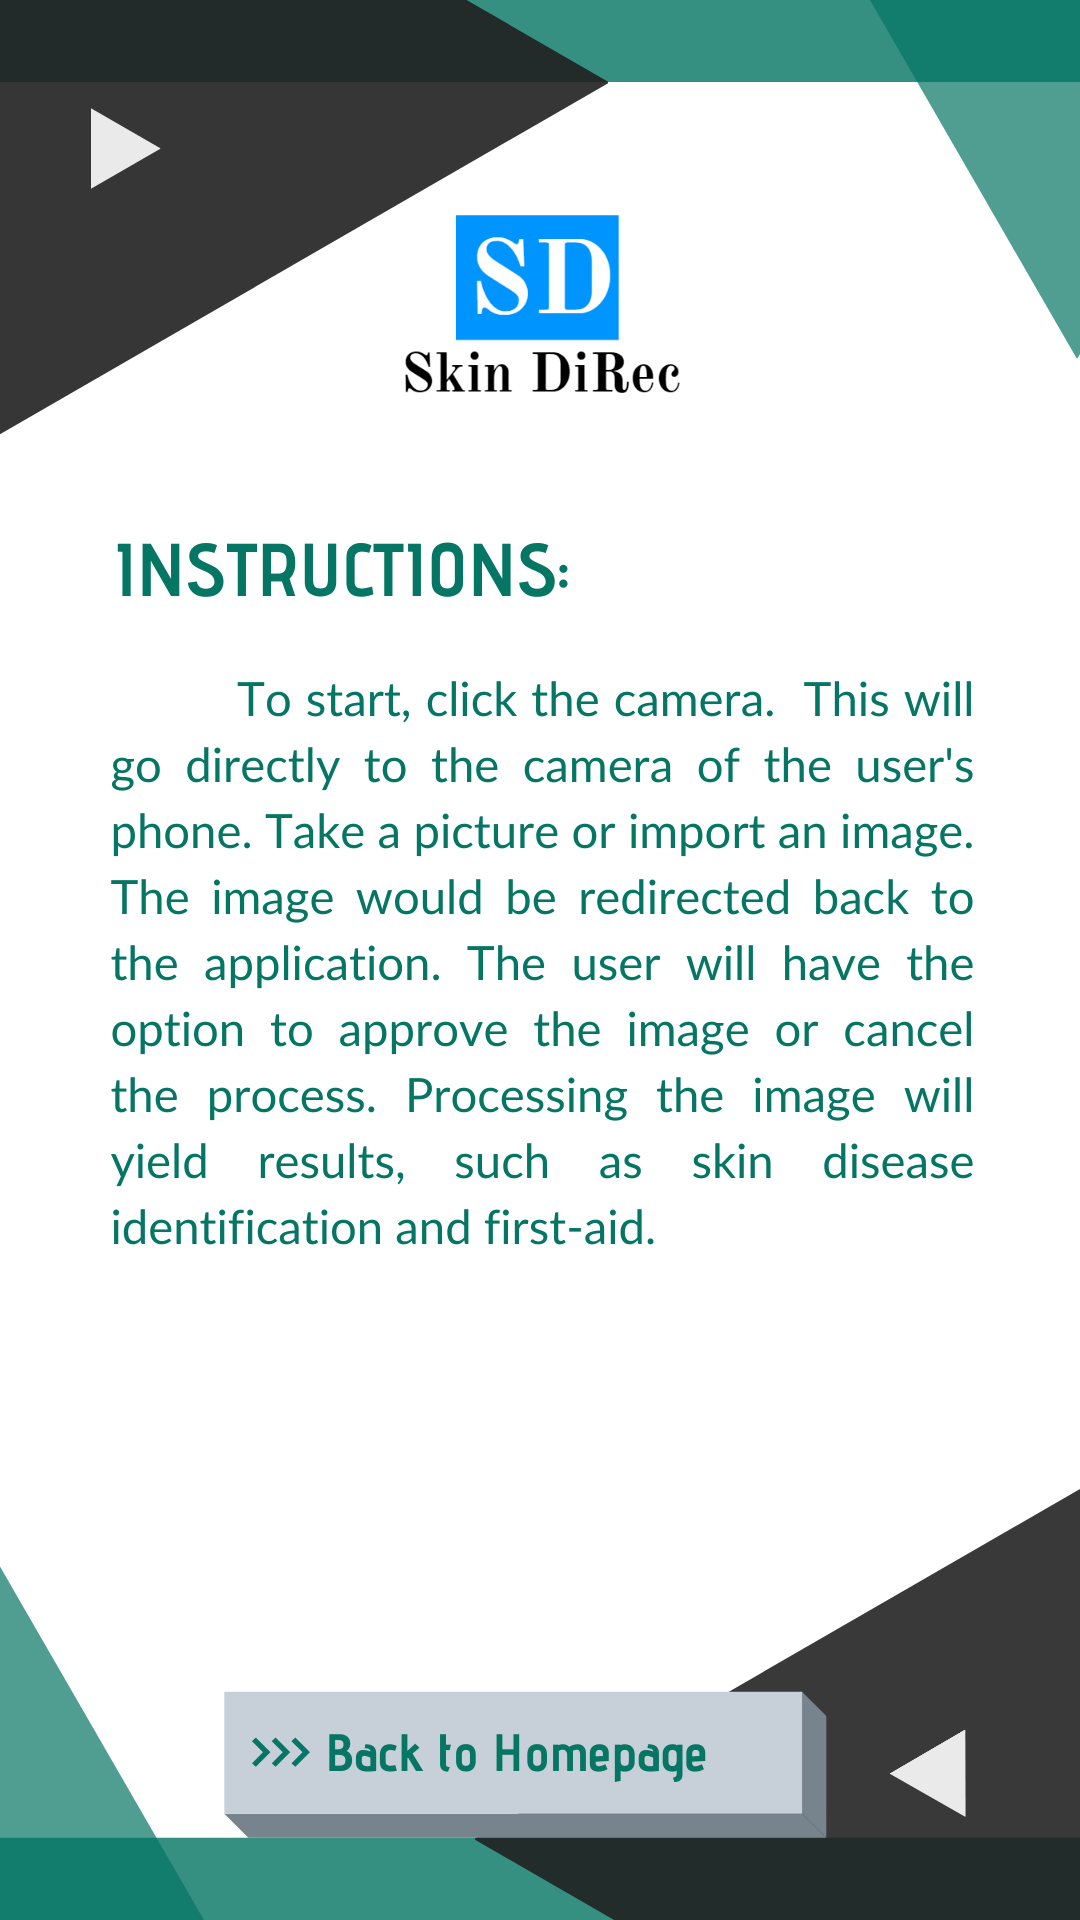 SD
Skin DiRec
INSTRUCTIONS:
To start, click the camera.  This will
go directly to the camera of the user's
phone. Take a picture or import an image.
The image would be redirected back to
the application. The user will have the
option to approve the image or cancel
the process. Processing the image will
yield results, such as skin disease
identification and first-aid.
>>> Back to Homepage